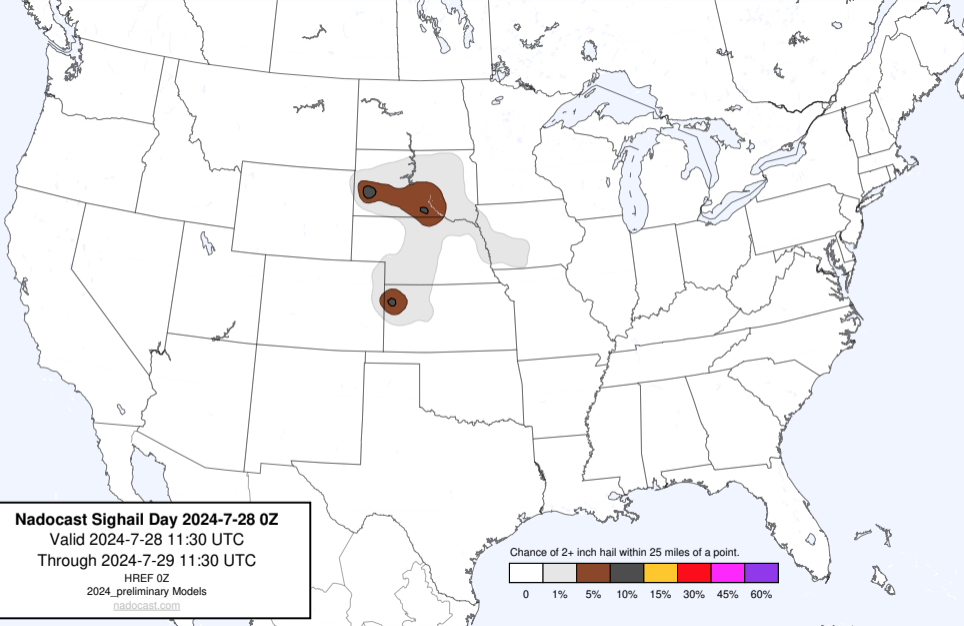 Nadocast Sighail Day 2024-7-28 0Z
Valid 2024-7-28 11:30 UTC
Through 2024-7-29 11:30 UTC
HREF 0Z
2024_preliminary Models
nadocast.com
Chance of 2+ inch hail within 25 miles of a point.
0 1% 5% 10% 15% 30% 45% 60%